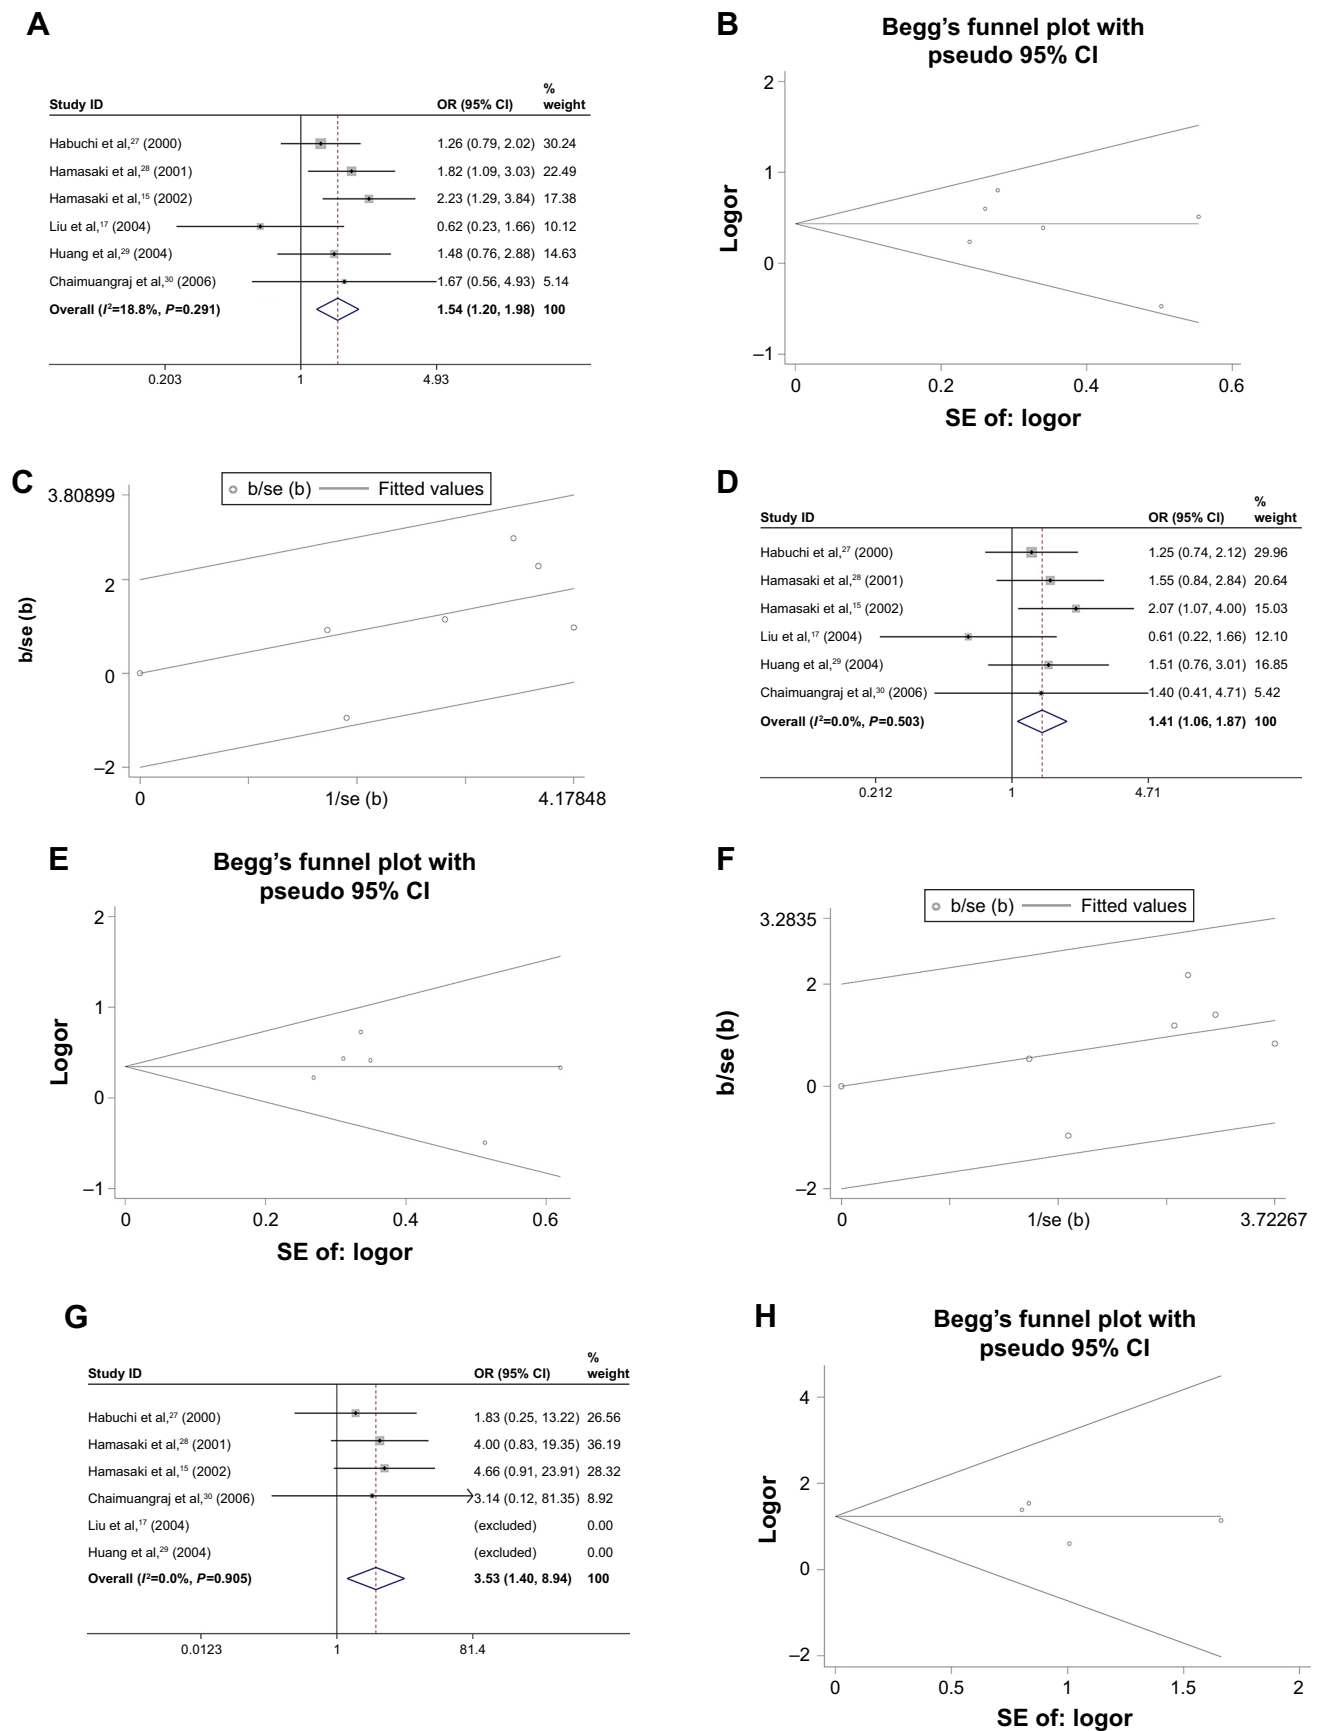 A
%
Study ID OR (95% CI) weight
Habuchi et al,²⁷ (2000) 1.26 (0.79, 2.02) 30.24
Hamasaki et al,²⁸ (2001) 1.82 (1.09, 3.03) 22.49
Hamasaki et al,¹⁵ (2002) 2.23 (1.29, 3.84) 17.38
Liu et al,¹⁷ (2004) 0.62 (0.23, 1.66) 10.12
Huang et al,²⁹ (2004) 1.48 (0.76, 2.88) 14.63
Chaimuangraj et al,³⁰ (2006) 1.67 (0.56, 4.93) 5.14
Overall (I²=18.8%, P=0.291) 1.54 (1.20, 1.98) 100
0.203 1 4.93
B
Begg’s funnel plot with
pseudo 95% CI
2
1
0
–1
Logor
0 0.2 0.4 0.6
SE of: logor
C
b/se (b) Fitted values
3.80899
2
0
–2
b/se (b)
0 1/se (b) 4.17848
D
%
Study ID OR (95% CI) weight
Habuchi et al,²⁷ (2000) 1.25 (0.74, 2.12) 29.96
Hamasaki et al,²⁸ (2001) 1.55 (0.84, 2.84) 20.64
Hamasaki et al,¹⁵ (2002) 2.07 (1.07, 4.00) 15.03
Liu et al,¹⁷ (2004) 0.61 (0.22, 1.66) 12.10
Huang et al,²⁹ (2004) 1.51 (0.76, 3.01) 16.85
Chaimuangraj et al,³⁰ (2006) 1.40 (0.41, 4.71) 5.42
Overall (I²=0.0%, P=0.503) 1.41 (1.06, 1.87) 100
0.212 1 4.71
E
Begg’s funnel plot with
pseudo 95% CI
2
1
0
–1
Logor
0 0.2 0.4 0.6
SE of: logor
F
b/se (b) Fitted values
3.2835
2
0
–2
b/se (b)
0 1/se (b) 3.72267
G
%
Study ID OR (95% CI) weight
Habuchi et al,²⁷ (2000) 1.83 (0.25, 13.22) 26.56
Hamasaki et al,²⁸ (2001) 4.00 (0.83, 19.35) 36.19
Hamasaki et al,¹⁵ (2002) 4.66 (0.91, 23.91) 28.32
Chaimuangraj et al,³⁰ (2006) 3.14 (0.12, 81.35) 8.92
Liu et al,¹⁷ (2004) (excluded) 0.00
Huang et al,²⁹ (2004) (excluded) 0.00
Overall (I²=0.0%, P=0.905) 3.53 (1.40, 8.94) 100
0.0123 1 81.4
H
Begg’s funnel plot with
pseudo 95% CI
4
2
0
–2
Logor
0 0.5 1 1.5 2
SE of: logor